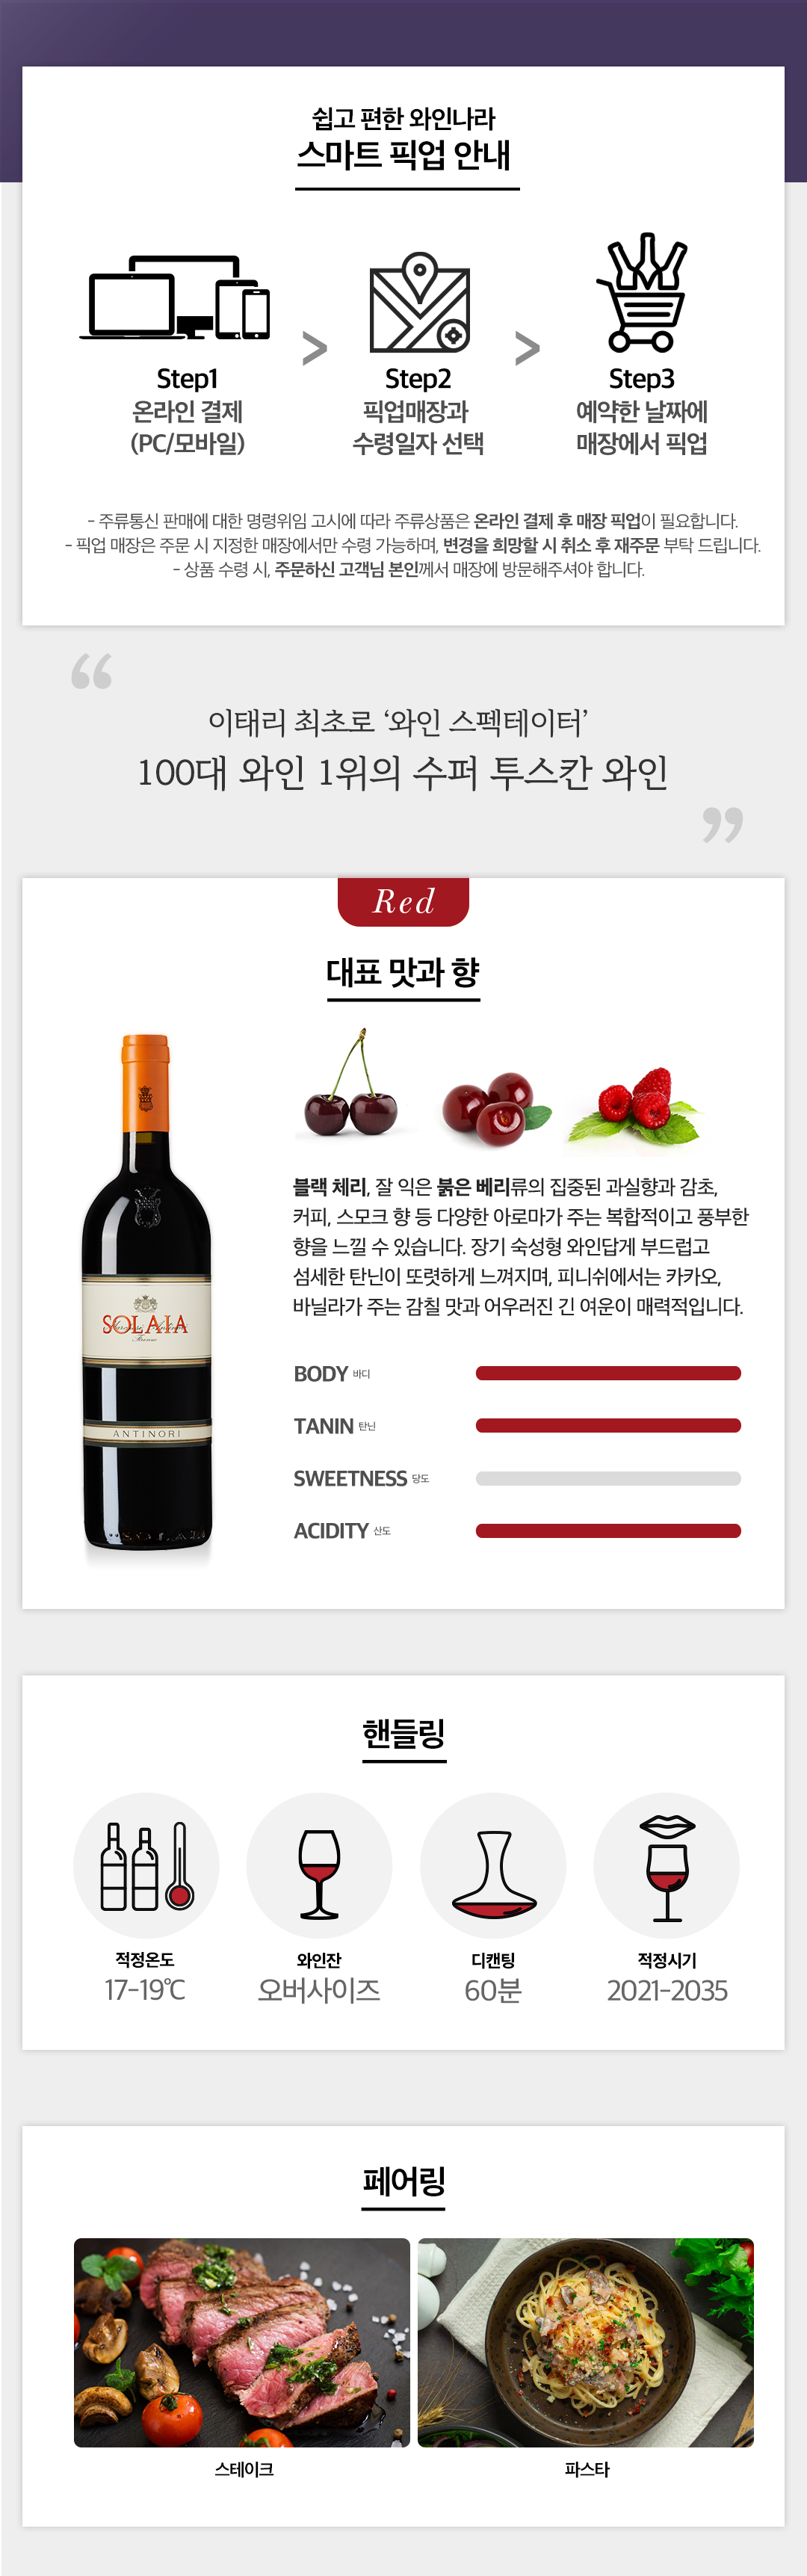 쉽고 편한 와인나라
스마트 픽업 안내
Step1
온라인 결제
(PC/모바일)
>
Step2
픽업매장과
수령일자 선택
>
Step3
예약한 날짜에
매장에서 픽업
- 주류통신 판매에 대한 명령위임 고시에 따라 주류상품은 온라인 결제 후 매장 픽업이 필요합니다.
- 픽업 매장은 주문 시 지정한 매장에서만 수령 가능하며, 변경을 희망할 시 취소 후 재주문 부탁 드립니다.
- 상품 수령 시, 주문하신 고객님 본인께서 매장에 방문해주셔야 합니다.
“
이태리 최초로 ‘와인 스펙테이터’
100대 와인 1위의 수퍼 투스칸 와인
”
Red
대표 맛과 향
SOLAIA
ANTINORI
블랙 체리, 잘 익은 붉은 베리류의 집중된 과실향과 감초,
커피, 스모크 향 등 다양한 아로마가 주는 복합적이고 풍부한
향을 느낄 수 있습니다. 장기 숙성형 와인답게 부드럽고
섬세한 탄닌이 또렷하게 느껴지며, 피니쉬에서는 카카오,
바닐라가 주는 감칠 맛과 어우러진 긴 여운이 매력적입니다.
BODY 바디
TANIN 탄닌
SWEETNESS 당도
ACIDITY 산도
핸들링
적정온도
17-19℃
와인잔
오버사이즈
디캔팅
60분
적정시기
2021-2035
페어링
스테이크
파스타